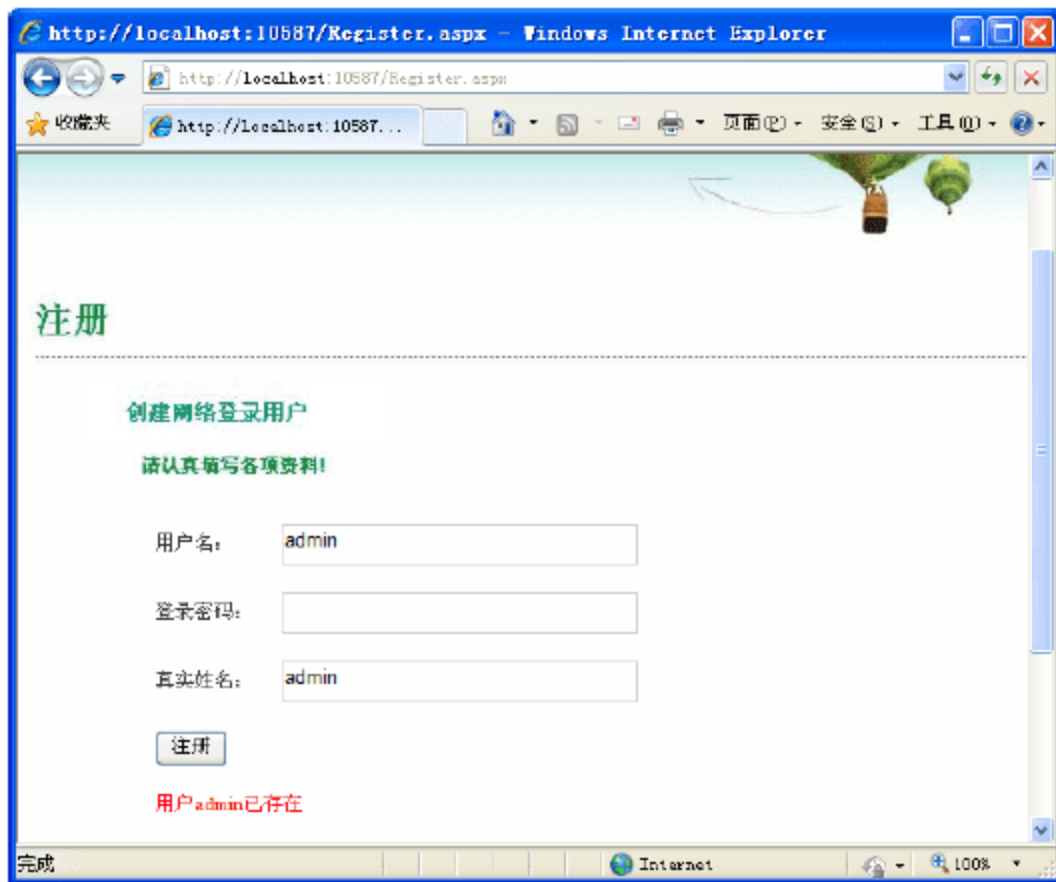 http://localhost:10587/Register.aspx - Windows Internet Explorer
http://localhost:10587/Register.aspx
收藏夹 http://localhost:10587... 页面(P) 安全(S) 工具(O)
注册
创建网络登录用户
请认真填写各项资料!
用户名: admin
登录密码:
真实姓名: admin
注册
用户admin已存在
完成 Internet 100%